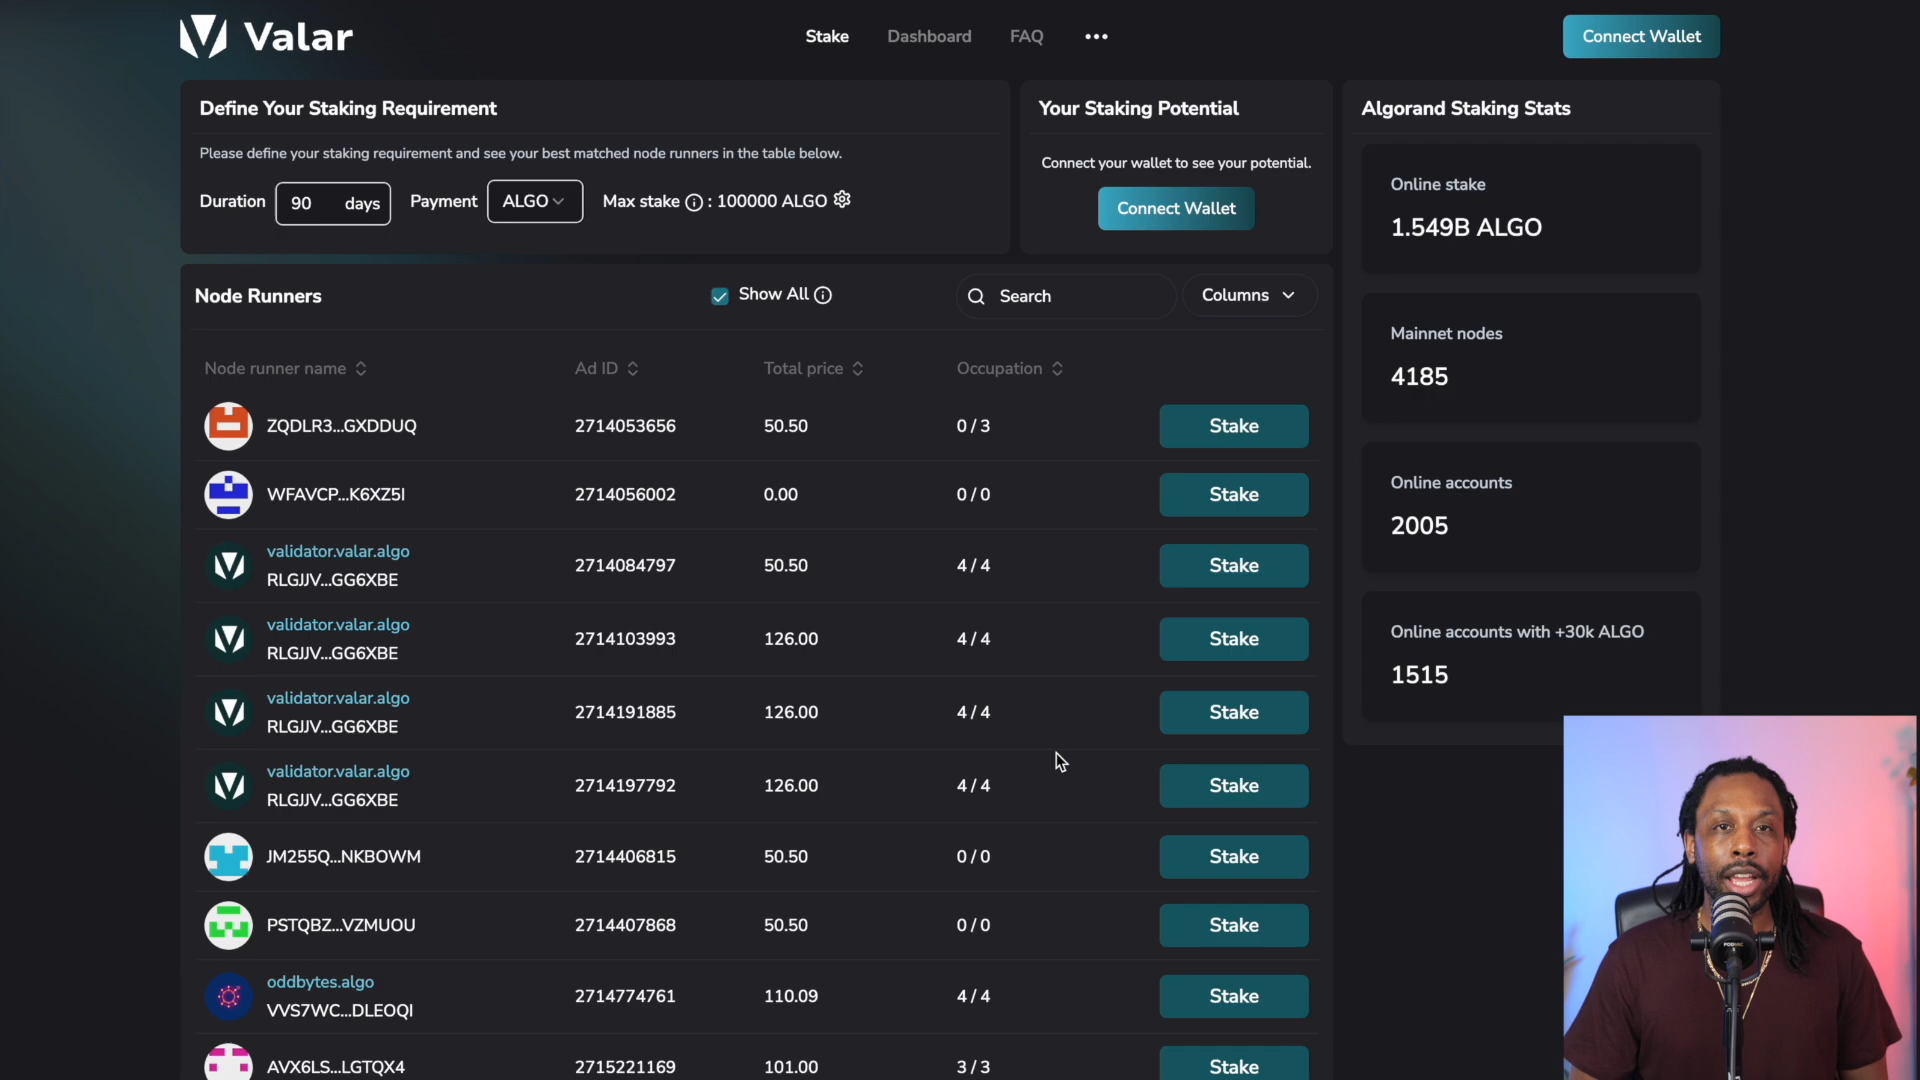 Valar
Stake
Dashboard
FAQ
Connect Wallet
Define Your Staking Requirement
Please define your staking requirement and see your best matched node runners in the table below.
Duration 90 days Payment ALGO Max stake : 100000 ALGO
Your Staking Potential
Connect your wallet to see your potential.
Connect Wallet
Algorand Staking Stats
Online stake
1.549B ALGO
Mainnet nodes
4185
Online accounts
2005
Online accounts with +30k ALGO
1515
Node Runners
Show All
Search
Columns
Node runner name Ad ID Total price Occupation
ZQDLR3...GXDDUQ 2714053656 50.50 0 / 3 Stake
WFAVCP...K6XZ5I 2714056002 0.00 0 / 0 Stake
validator.valar.algo
RLGJJV...GG6XBE 2714084797 50.50 4 / 4 Stake
validator.valar.algo
RLGJJV...GG6XBE 2714103993 126.00 4 / 4 Stake
validator.valar.algo
RLGJJV...GG6XBE 2714191885 126.00 4 / 4 Stake
validator.valar.algo
RLGJJV...GG6XBE 2714197792 126.00 4 / 4 Stake
JM255Q...NKBOWM 2714406815 50.50 0 / 0 Stake
PSTQBZ...VZMUOU 2714407868 50.50 0 / 0 Stake
oddbytes.algo
VVS7WC...DLEOQI 2714774761 110.09 4 / 4 Stake
AVX6LS...LGTQX4 2715221169 101.00 3 / 3 Stake
PODMIC